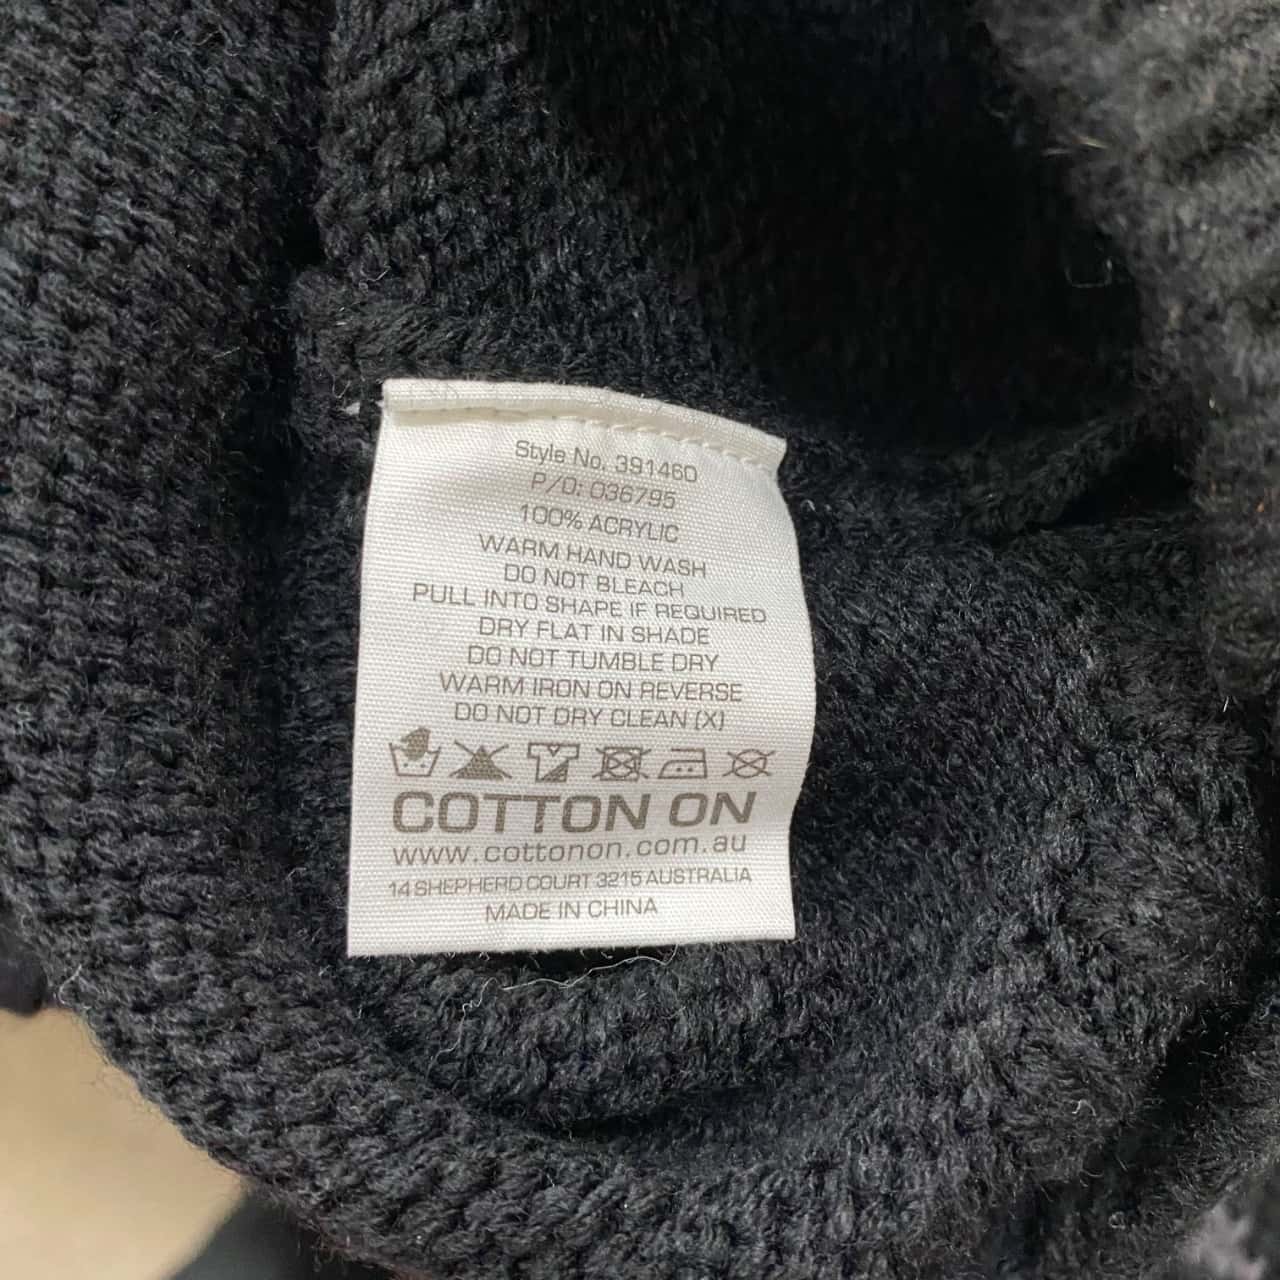 Style No. 391460
P/O: 036795
100% ACRYLIC
WARM HAND WASH
DO NOT BLEACH
PULL INTO SHAPE IF REQUIRED
DRY FLAT IN SHADE
DO NOT TUMBLE DRY
WARM IRON ON REVERSE
DO NOT DRY CLEAN (X)
COTTON ON
www.cottonon.com.au
14 SHEPHERD COURT 3215 AUSTRALIA
MADE IN CHINA